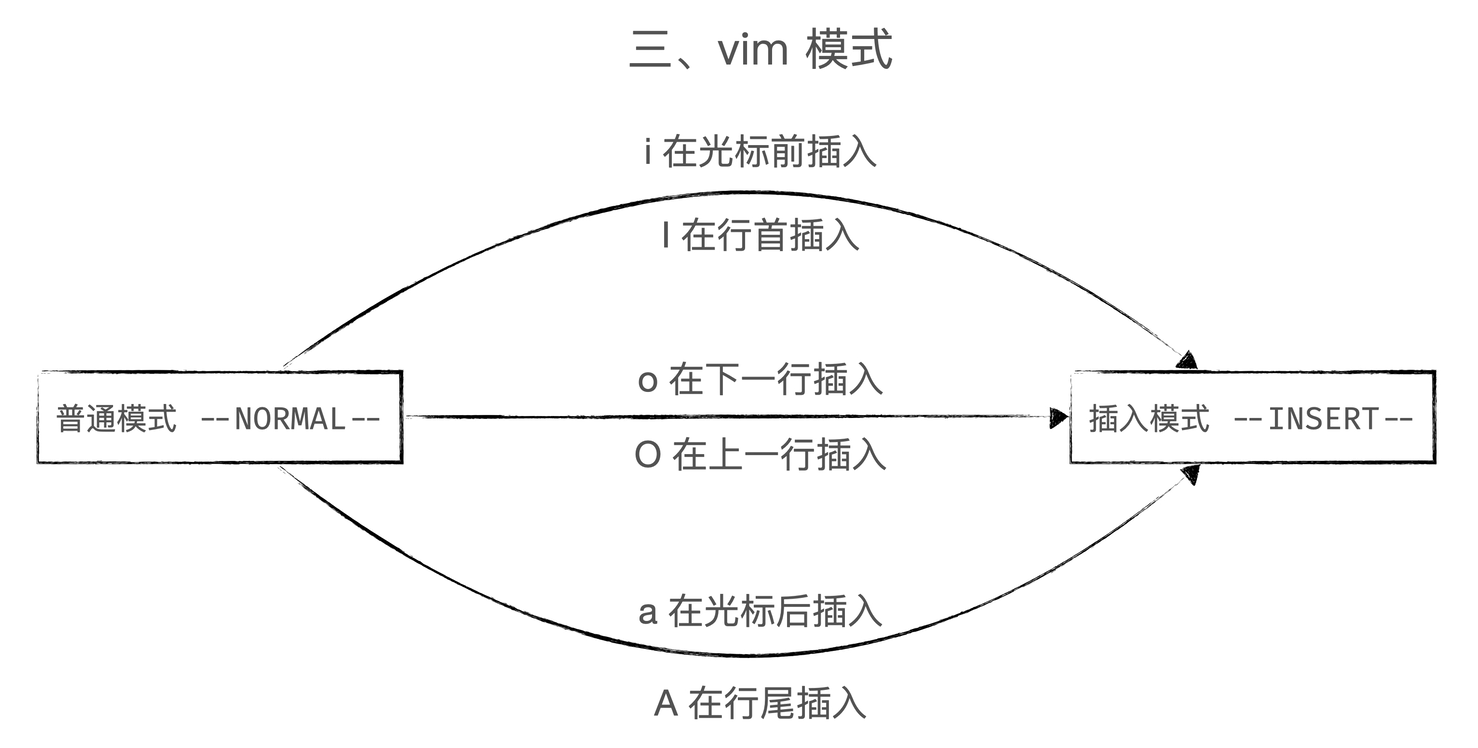 三、vim 模式
i 在光标前插入
I 在行首插入
o 在下一行插入
普通模式 --NORMAL--
插入模式 --INSERT--
O 在上一行插入
a 在光标后插入
A 在行尾插入